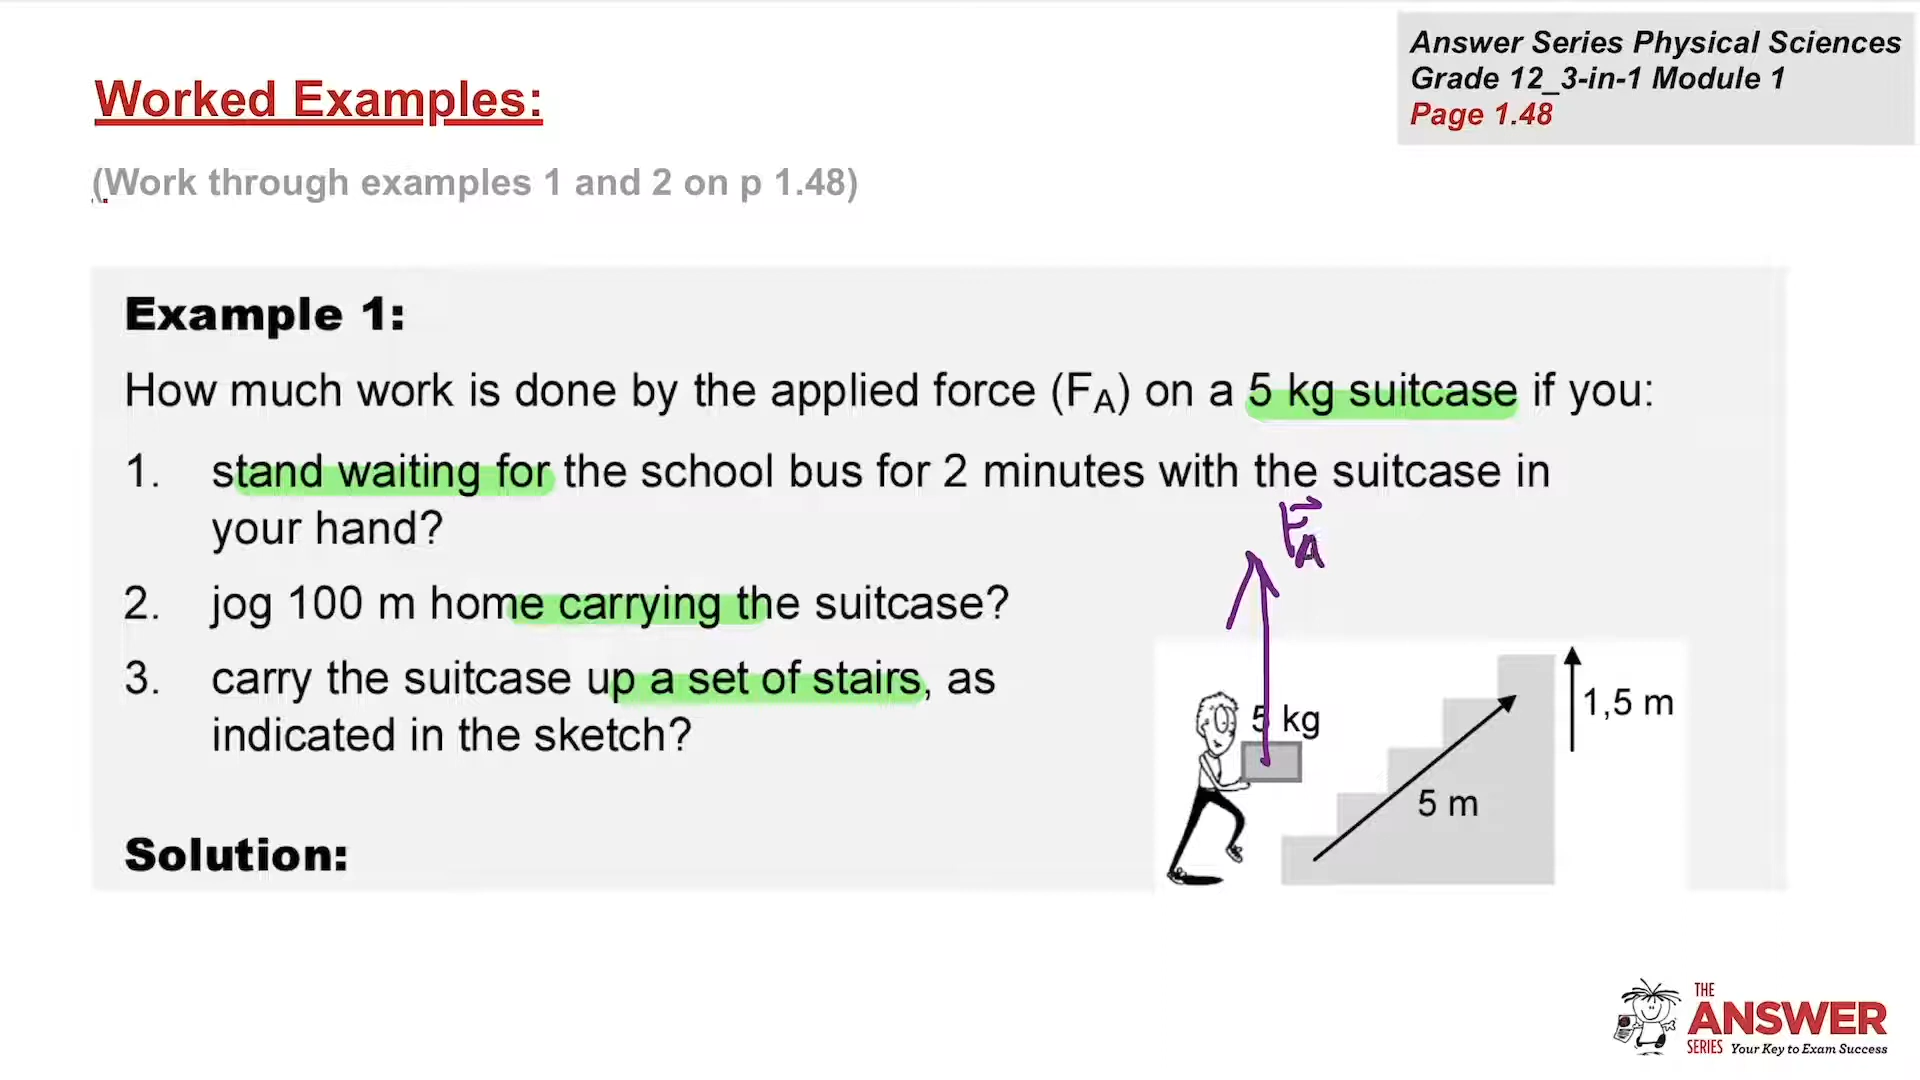 Answer Series Physical Sciences
Grade 12_3-in-1 Module 1
Page 1.48
Worked Examples:
(Work through examples 1 and 2 on p 1.48)
Example 1:
How much work is done by the applied force (FA) on a 5 kg suitcase if you:
1. stand waiting for the school bus for 2 minutes with the suitcase in
your hand?
2. jog 100 m home carrying the suitcase?
3. carry the suitcase up a set of stairs, as
indicated in the sketch?
FA
5 kg
1,5 m
5 m
Solution:
THE
ANSWER
SERIES Your Key to Exam Success